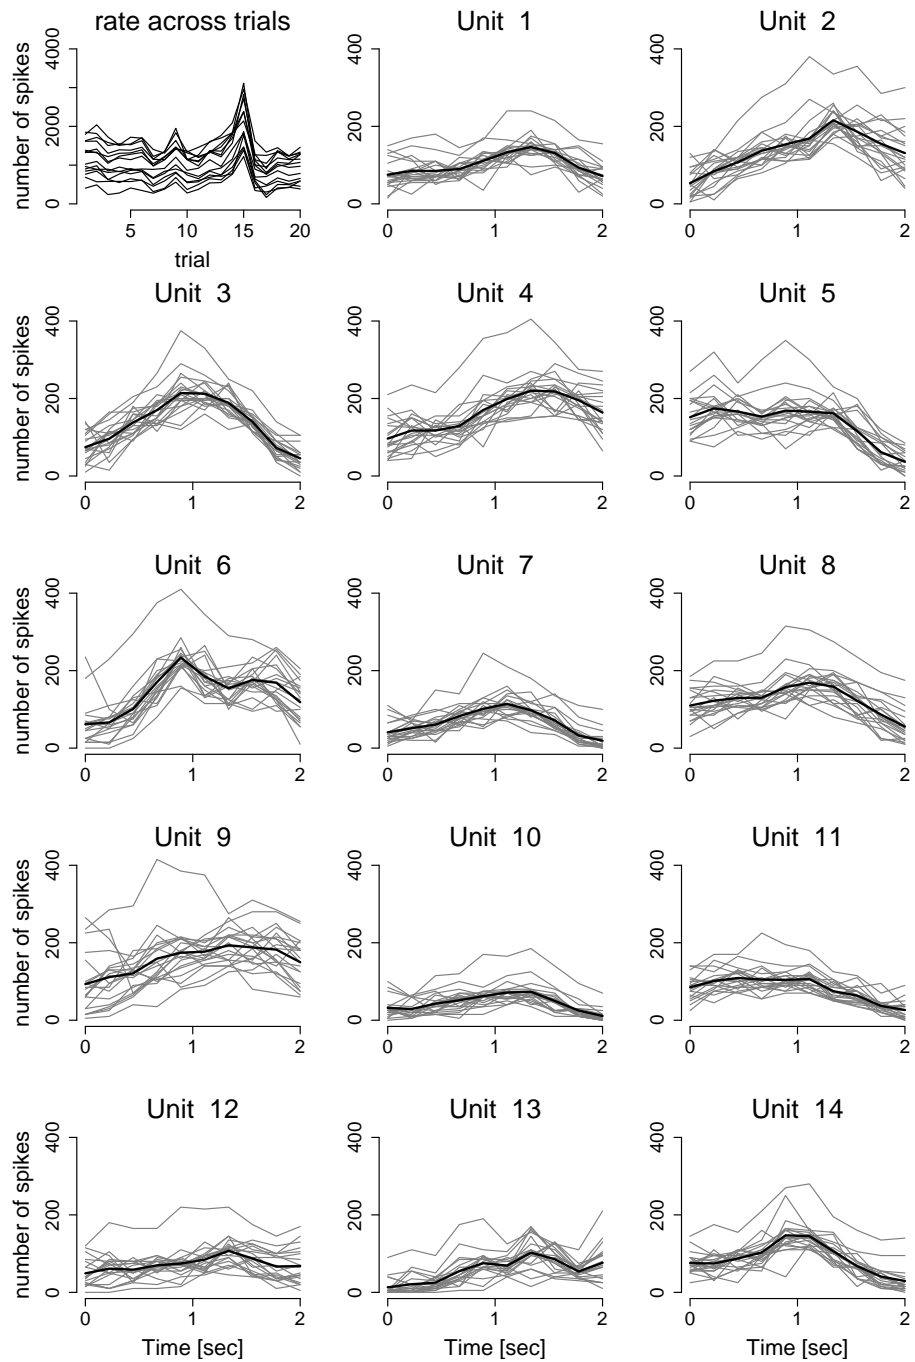 rate across trials
number of spikes
0 2000 4000
5 10 15 20
trial
Unit 1
0 200 400
0 1 2
Unit 2
0 200 400
0 1 2
Unit 3
number of spikes
0 200 400
0 1 2
Unit 4
0 200 400
0 1 2
Unit 5
0 200 400
0 1 2
Unit 6
number of spikes
0 200 400
0 1 2
Unit 7
0 200 400
0 1 2
Unit 8
0 200 400
0 1 2
Unit 9
number of spikes
0 200 400
0 1 2
Unit 10
0 200 400
0 1 2
Unit 11
0 200 400
0 1 2
Unit 12
number of spikes
0 200 400
0 1 2
Time [sec]
Unit 13
0 200 400
0 1 2
Time [sec]
Unit 14
0 200 400
0 1 2
Time [sec]